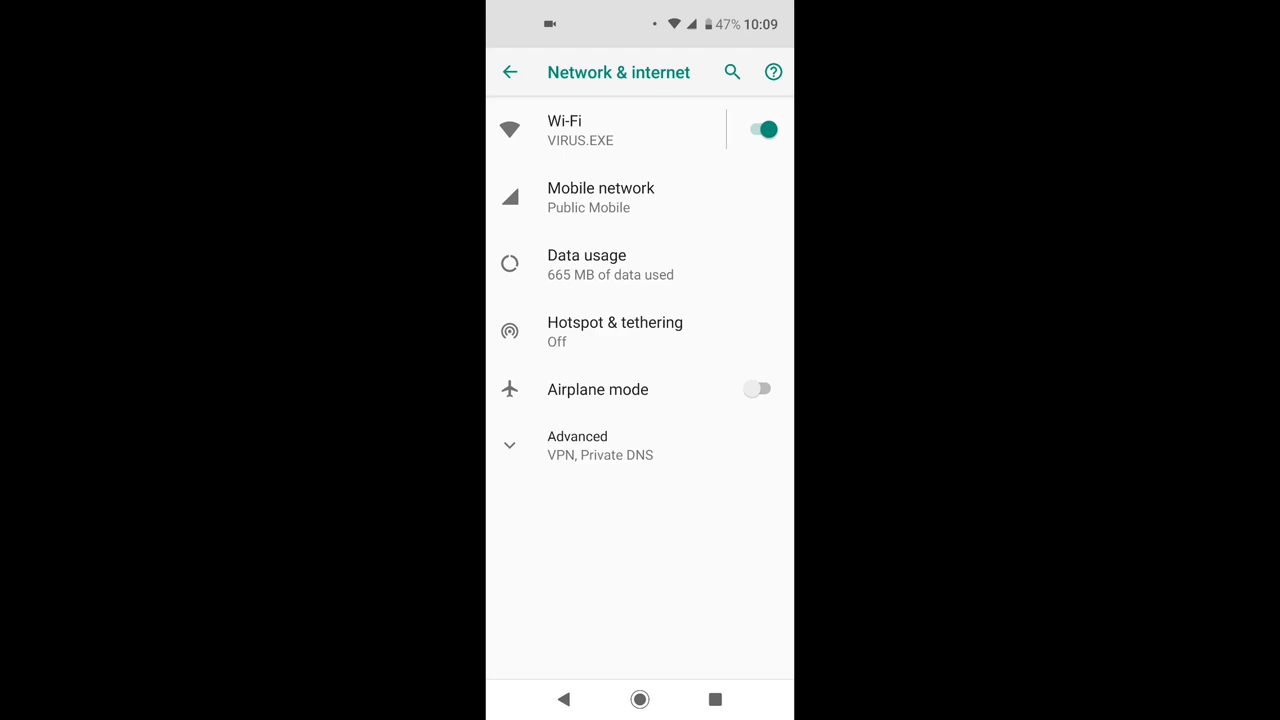 47% 10:09
Network & internet
Wi-Fi
VIRUS.EXE
Mobile network
Public Mobile
Data usage
665 MB of data used
Hotspot & tethering
Off
Airplane mode
Advanced
VPN, Private DNS